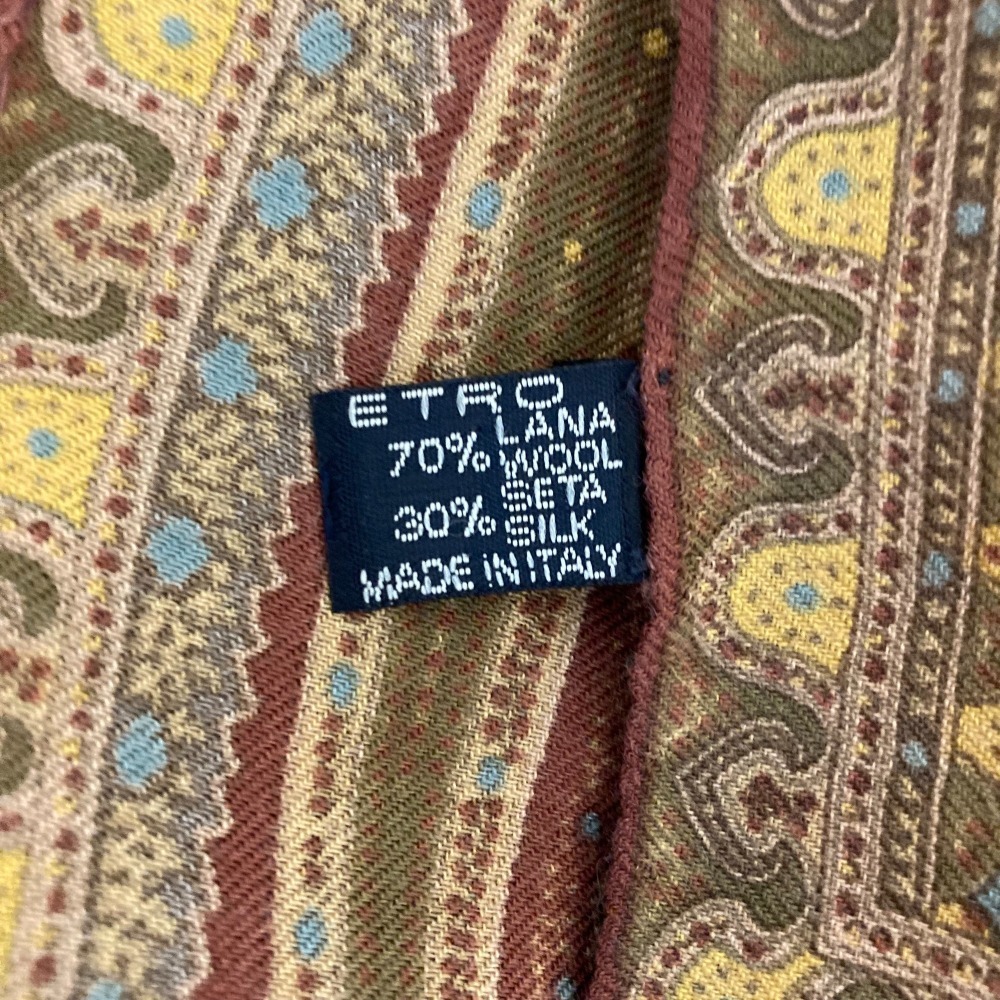 ETRO
70% LANA
WOOL
30% SETA
SILK
MADE IN ITALY